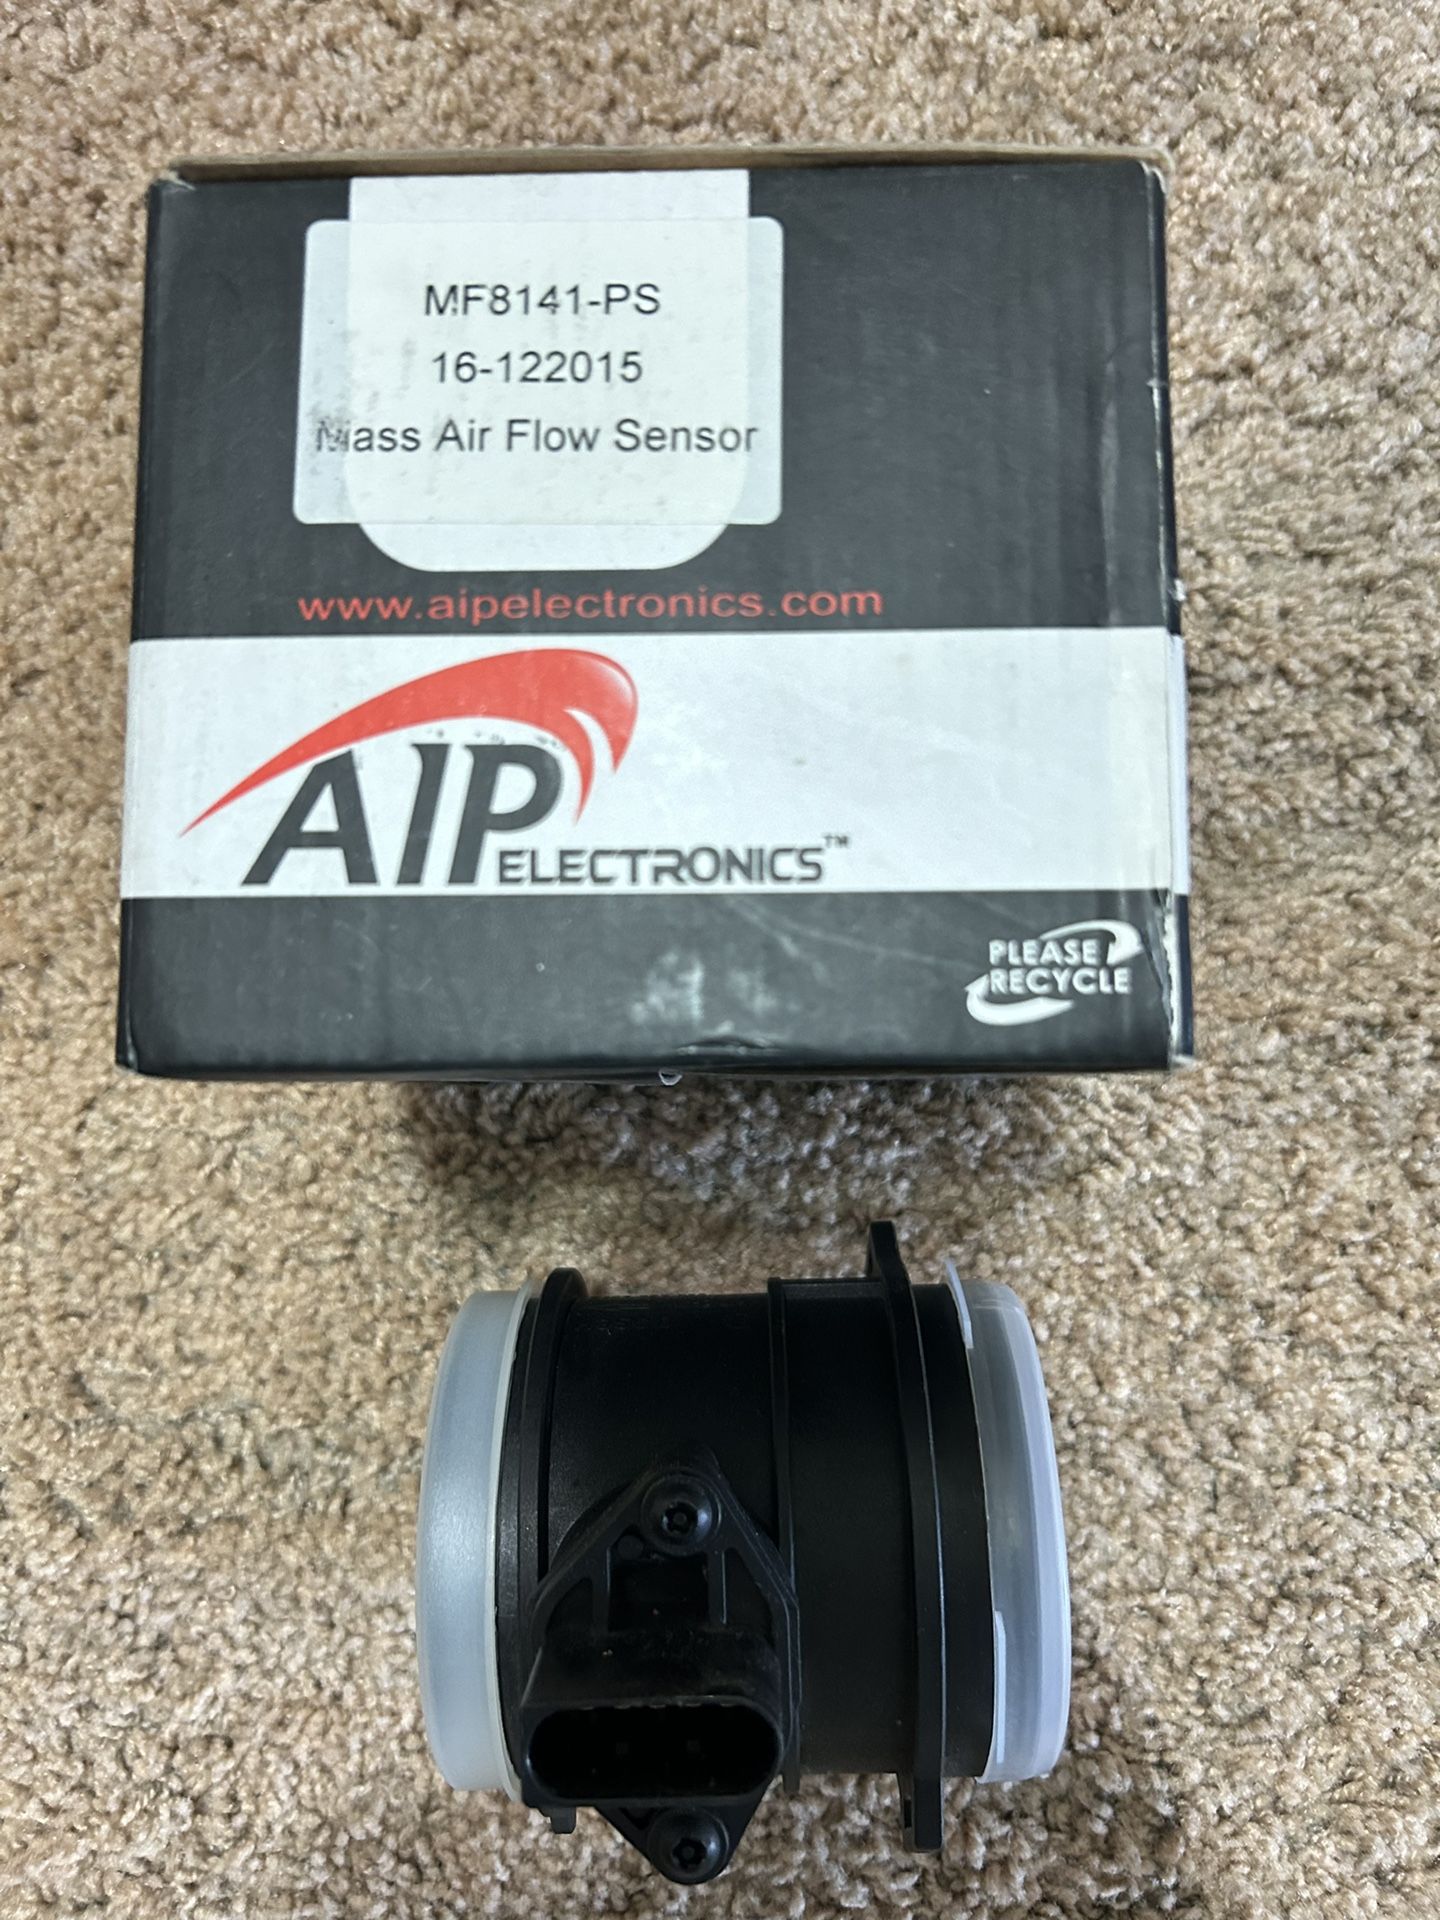 MF8141-PS
16-122015
Mass Air Flow Sensor
www.aipelectronics.com
AIP ELECTRONICS™
PLEASE
RECYCLE